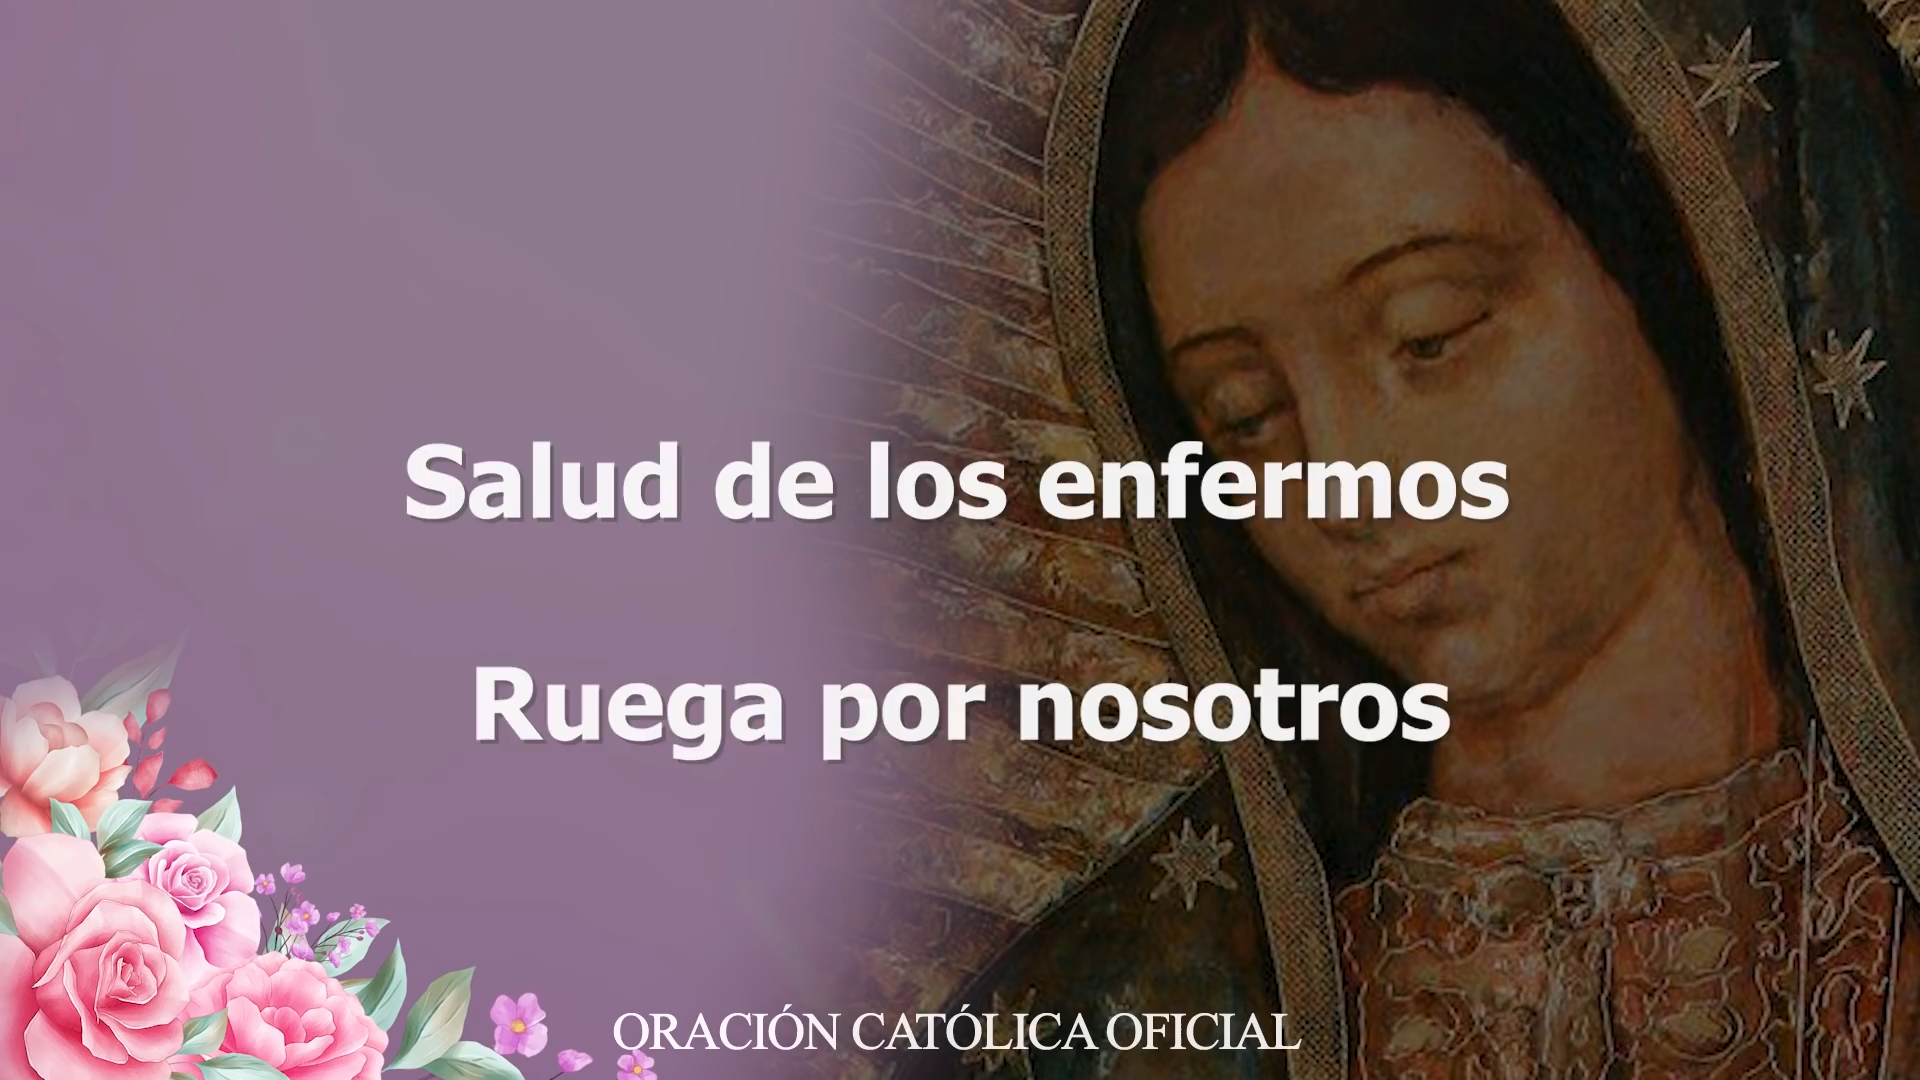 Salud de los enfermos
Ruega por nosotros
ORACIÓN CATÓLICA OFICIAL